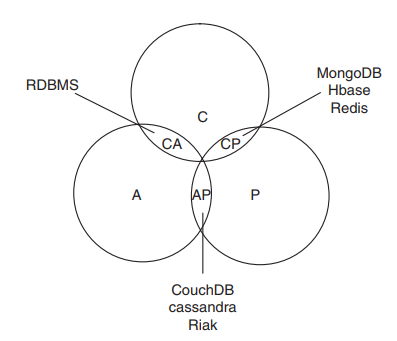 RDBMS
MongoDB
Hbase
Redis
C
CA
CP
A
AP
P
CouchDB
cassandra
Riak